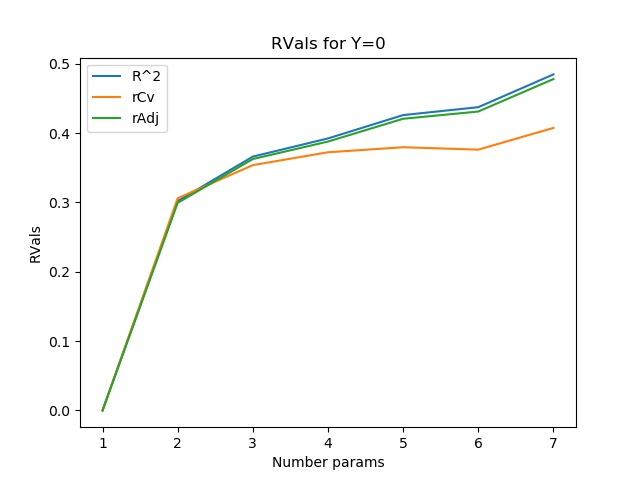 RVals for Y=0
R^2
rCv
rAdj
RVals
0.5
0.4
0.3
0.2
0.1
0.0
1 2 3 4 5 6 7
Number params